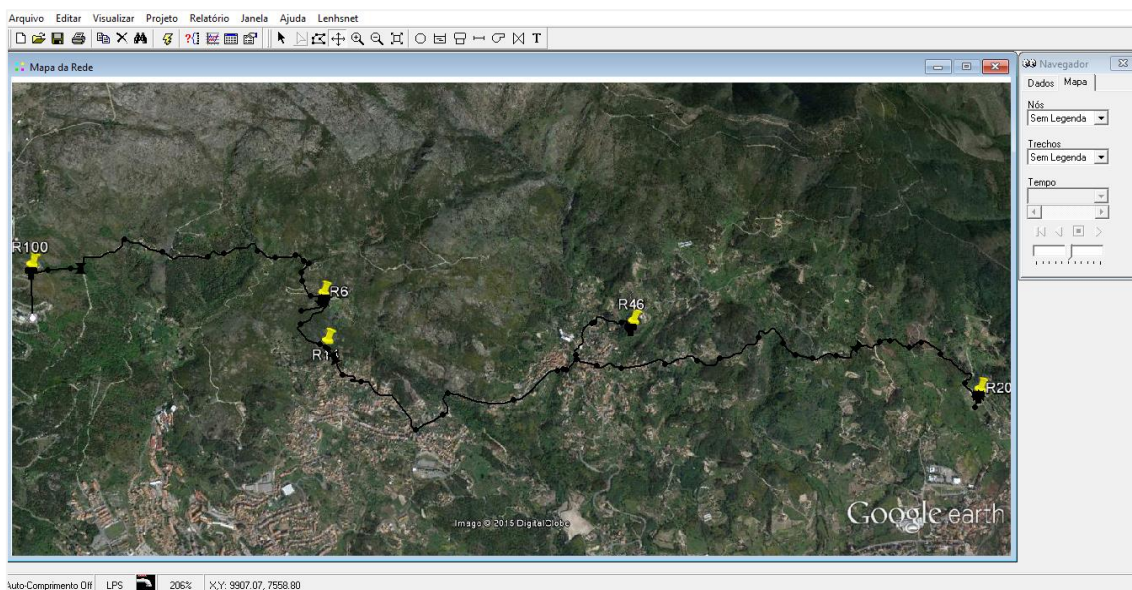 Arquivo Editar Visualizar Projeto Relatório Janela Ajuda Lenhsnet
T
Mapa da Rede
Navegador
Dados Mapa
Nós
Sem Legenda
Trechos
Sem Legenda
Tempo
R100
R6
R46
R20
Image © 2015 DigitalGlobe
Google earth
Auto-Comprimento Off LPS 206% X,Y: 9907.07, 7558.80